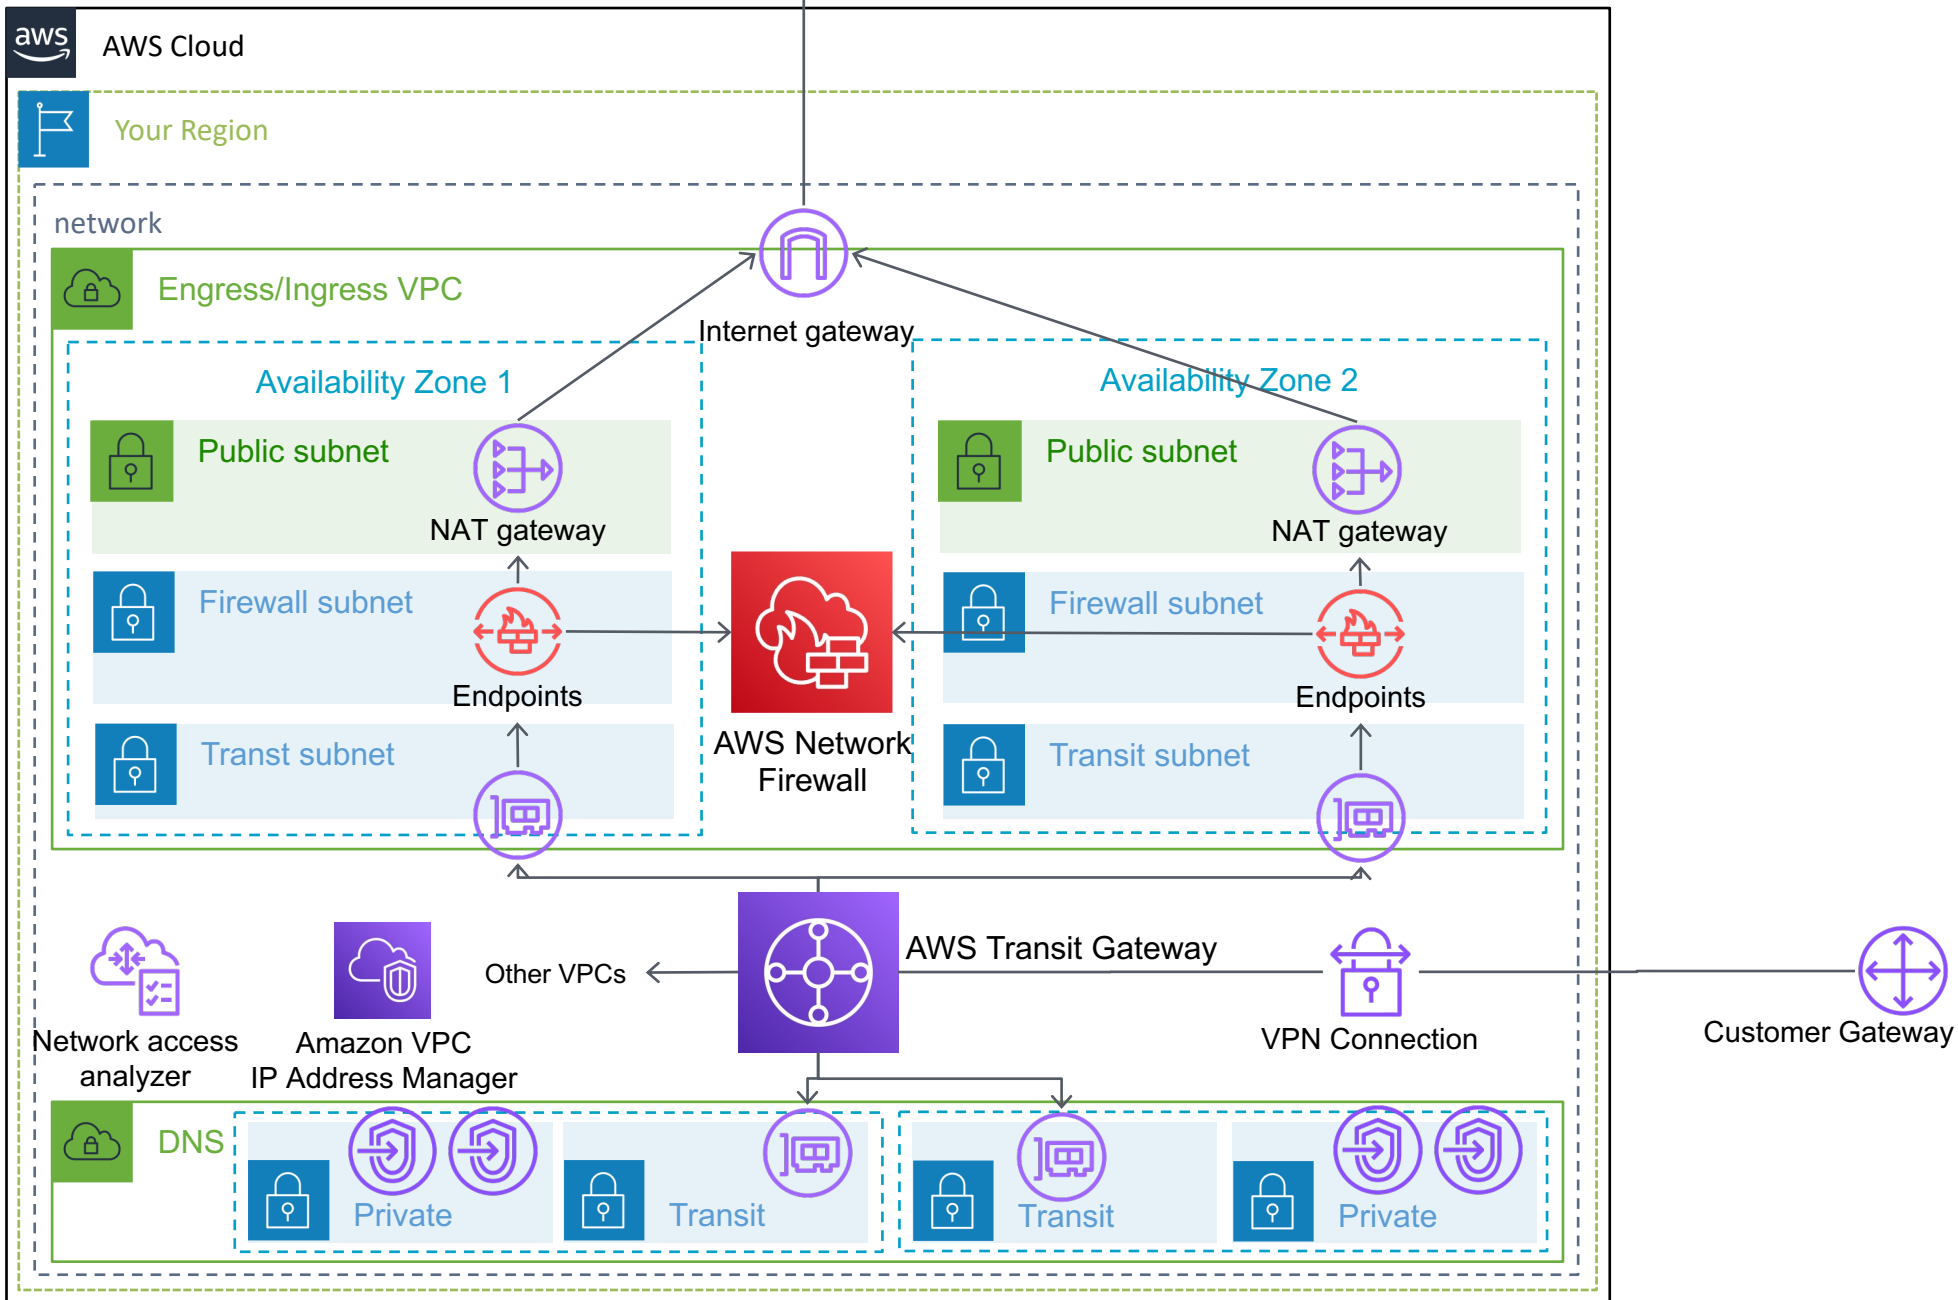 aws
AWS Cloud
Your Region
network
Engress/Ingress VPC
Internet gateway
Availability Zone 1
Availability Zone 2
Public subnet
NAT gateway
Public subnet
NAT gateway
Firewall subnet
Endpoints
Firewall subnet
Endpoints
AWS Network
Firewall
Transt subnet
Transit subnet
AWS Transit Gateway
Other VPCs
Network access
analyzer
Amazon VPC
IP Address Manager
VPN Connection
Customer Gateway
DNS
Private
Transit
Transit
Private